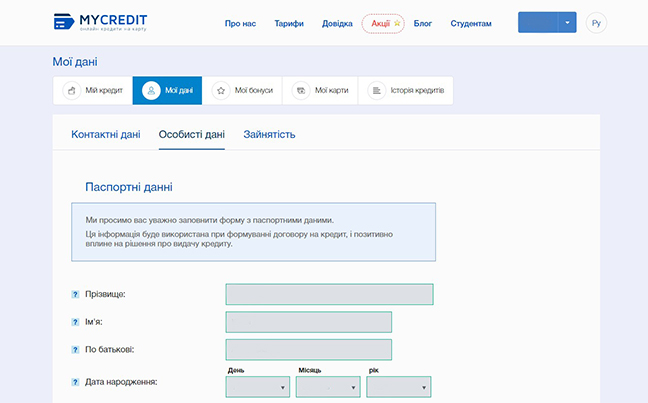 MYCREDIT
онлайн кредити на карту
Про нас Тарифи Довідка Акції Блог Студентам Ру
Мої дані
Мій кредит Мої дані Мої бонуси Мої карти Історія кредитів
Контактні дані Особисті дані Зайнятість
Паспортні данні
Ми просимо вас уважно заповнити форму з паспортними даними.
Ця інформація буде використана при формуванні договору на кредит, і позитивно
вплине на рішення про видачу кредиту.
? Прізвище:
? Ім'я:
? По батькові:
День Місяць рік
? Дата народження: